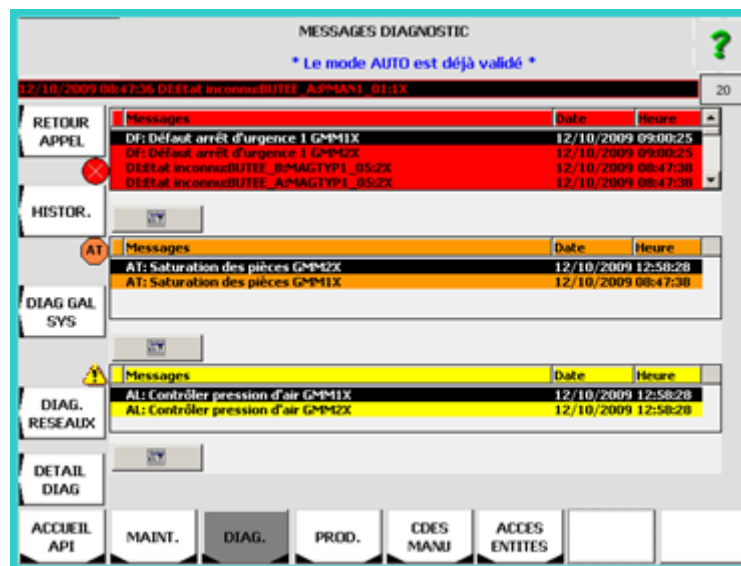 MESSAGES DIAGNOSTIC
* Le mode AUTO est déjà validé *
?
12/10/2009 08:47:36 DI:Etat inconnu:BUTEE_A:PMAN1_01:1X
20
RETOUR
APPEL
Messages Date Heure
DF: Défaut arrêt d'urgence 1 GMM1X 12/10/2009 09:00:25
DF: Défaut arrêt d'urgence 1 GMM2X 12/10/2009 09:00:25
DI:Etat inconnu:BUTEE_B:MAGTYP1_05:2X 12/10/2009 08:47:38
DI:Etat inconnu:BUTEE_A:MAGTYP1_05:2X 12/10/2009 08:47:38
HISTOR.
AT
Messages Date Heure
AT: Saturation des pièces GMM2X 12/10/2009 12:58:28
AT: Saturation des pièces GMM1X 12/10/2009 08:47:38
DIAG GAL
SYS
Messages Date Heure
AL: Contrôler pression d'air GMM1X 12/10/2009 12:58:28
AL: Contrôler pression d'air GMM2X 12/10/2009 12:58:28
DIAG.
RESEAUX
DETAIL
DIAG
ACCUEIL
API
MAINT.
DIAG.
PROD.
CDES
MANU
ACCES
ENTITES